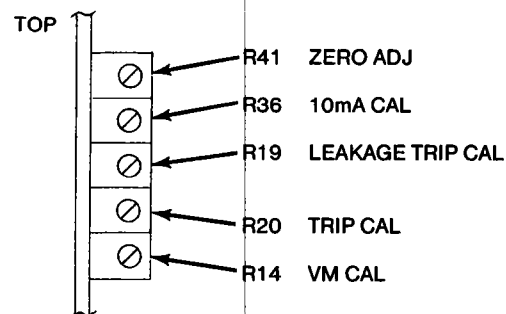 TOP
R41 ZERO ADJ
R36 10mA CAL
R19 LEAKAGE TRIP CAL
R20 TRIP CAL
R14 VM CAL